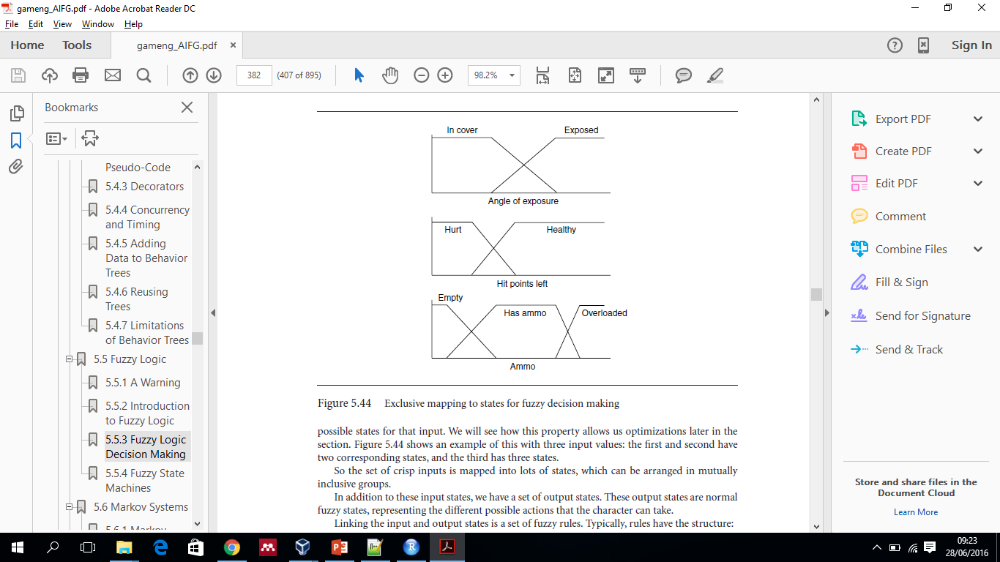 gameng_AIFG.pdf - Adobe Acrobat Reader DC
File Edit View Window Help
Home Tools gameng_AIFG.pdf × Sign In
382 (407 of 895) 98.2%
Bookmarks
Pseudo-Code
5.4.3 Decorators
5.4.4 Concurrency
and Timing
5.4.5 Adding
Data to Behavior
Trees
5.4.6 Reusing
Trees
5.4.7 Limitations
of Behavior Trees
5.5 Fuzzy Logic
5.5.1 A Warning
5.5.2 Introduction
to Fuzzy Logic
5.5.3 Fuzzy Logic
Decision Making
5.5.4 Fuzzy State
Machines
5.6 Markov Systems
5.6.1 Markov
In cover Exposed
Angle of exposure
Hurt Healthy
Hit points left
Empty
Has ammo Overloaded
Ammo
Figure 5.44 Exclusive mapping to states for fuzzy decision making
possible states for that input. We will see how this property allows us optimizations later in the
section. Figure 5.44 shows an example of this with three input values: the first and second have
two corresponding states, and the third has three states.
So the set of crisp inputs is mapped into lots of states, which can be arranged in mutually
inclusive groups.
In addition to these input states, we have a set of output states. These output states are normal
fuzzy states, representing the different possible actions that the character can take.
Linking the input and output states is a set of fuzzy rules. Typically, rules have the structure:
Export PDF
Create PDF
Edit PDF
Comment
Combine Files
Fill & Sign
Send for Signature
Send & Track
Store and share files in the
Document Cloud
Learn More
09:23
28/06/2016